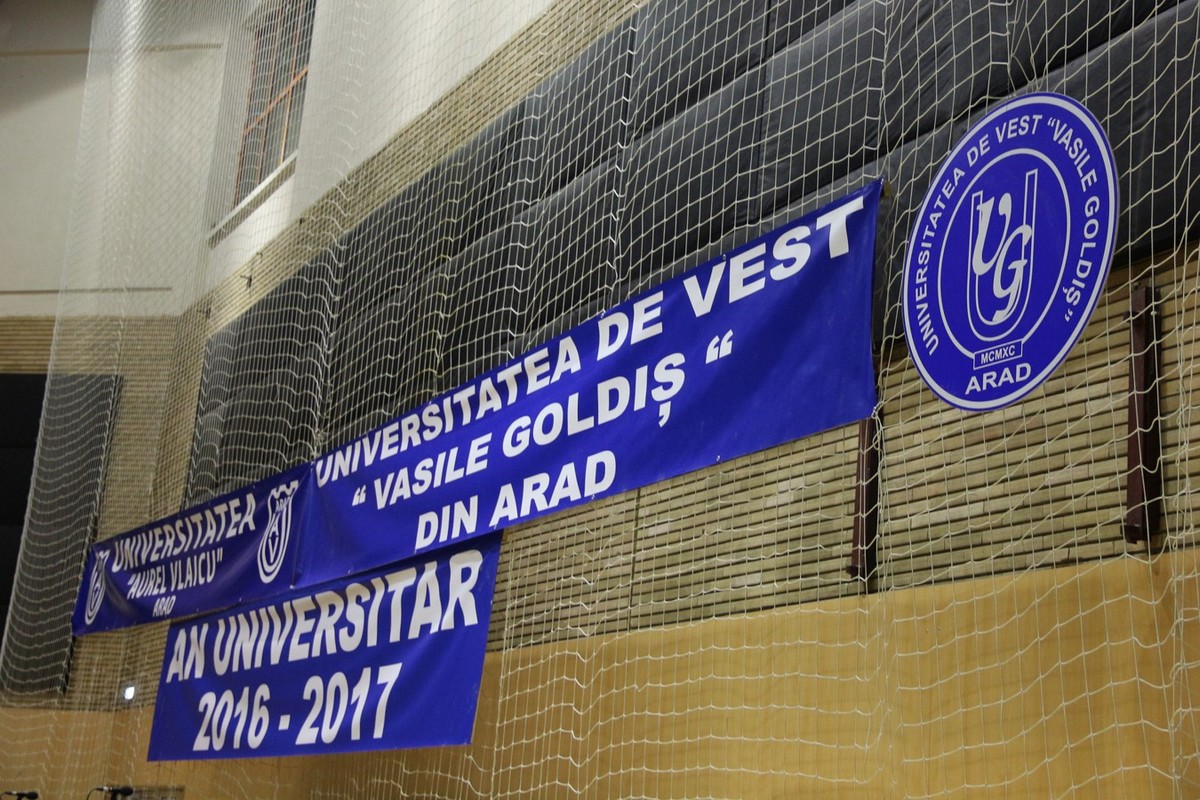 UNIVERSITATEA
"AUREL VLAICU"
ARAD
UNIVERSITATEA DE VEST
“ VASILE GOLDIȘ “
DIN ARAD
AN UNIVERSITAR
2016 - 2017
UNIVERSITATEA DE VEST “VASILE GOLDIȘ”
UVG
MCMXC
ARAD